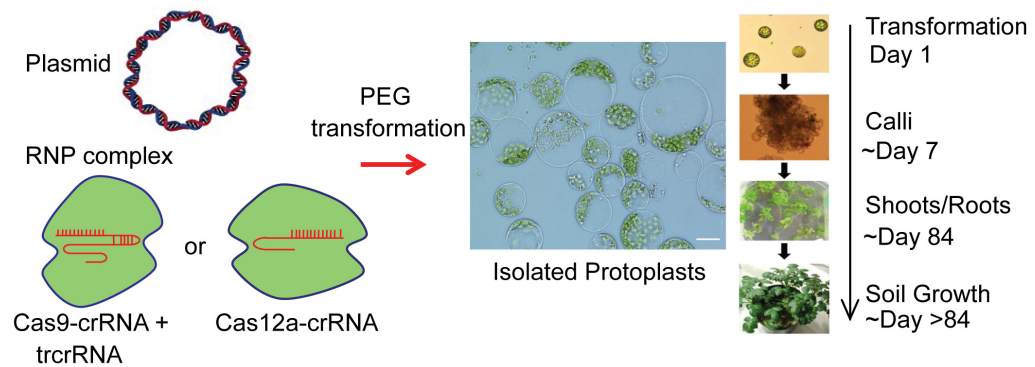 Plasmid
RNP complex
or
Cas9-crRNA +
trcrRNA
Cas12a-crRNA
PEG
transformation
Isolated Protoplasts
Transformation
Day 1
Calli
~Day 7
Shoots/Roots
~Day 84
Soil Growth
~Day >84